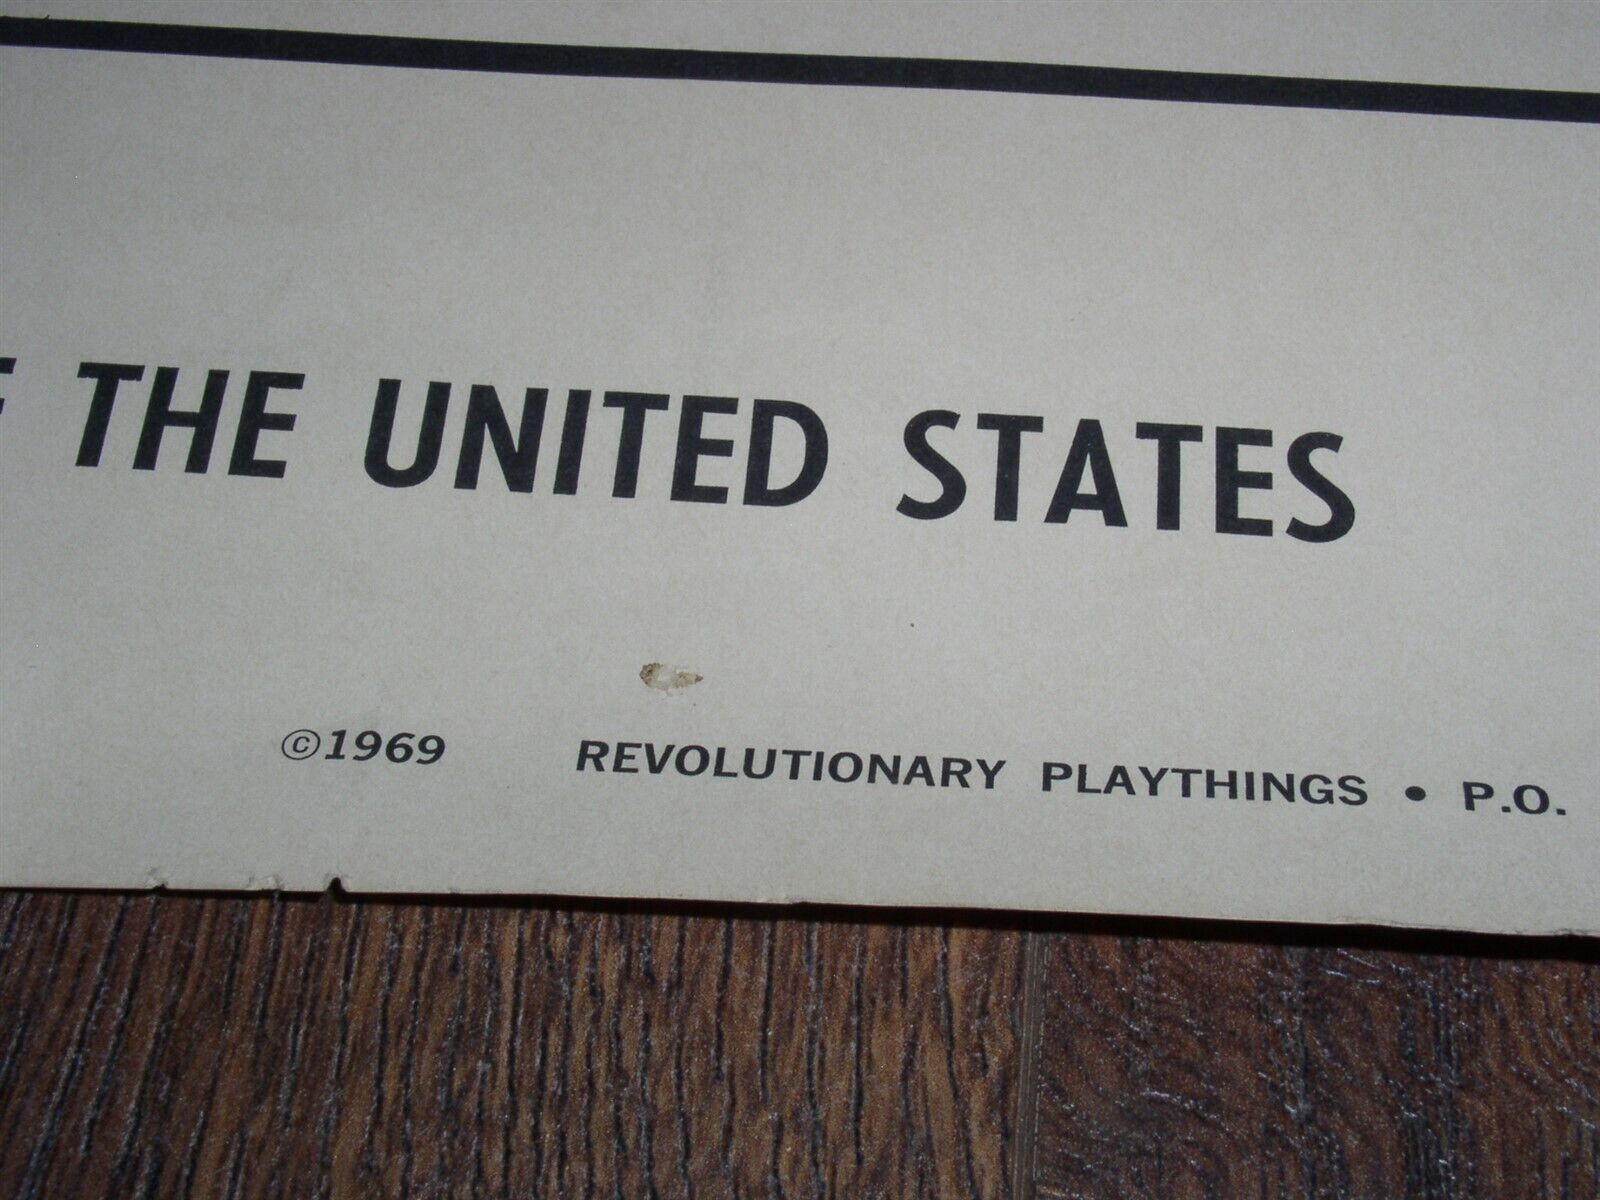 THE UNITED STATES
©1969 REVOLUTIONARY PLAYTHINGS • P.O.